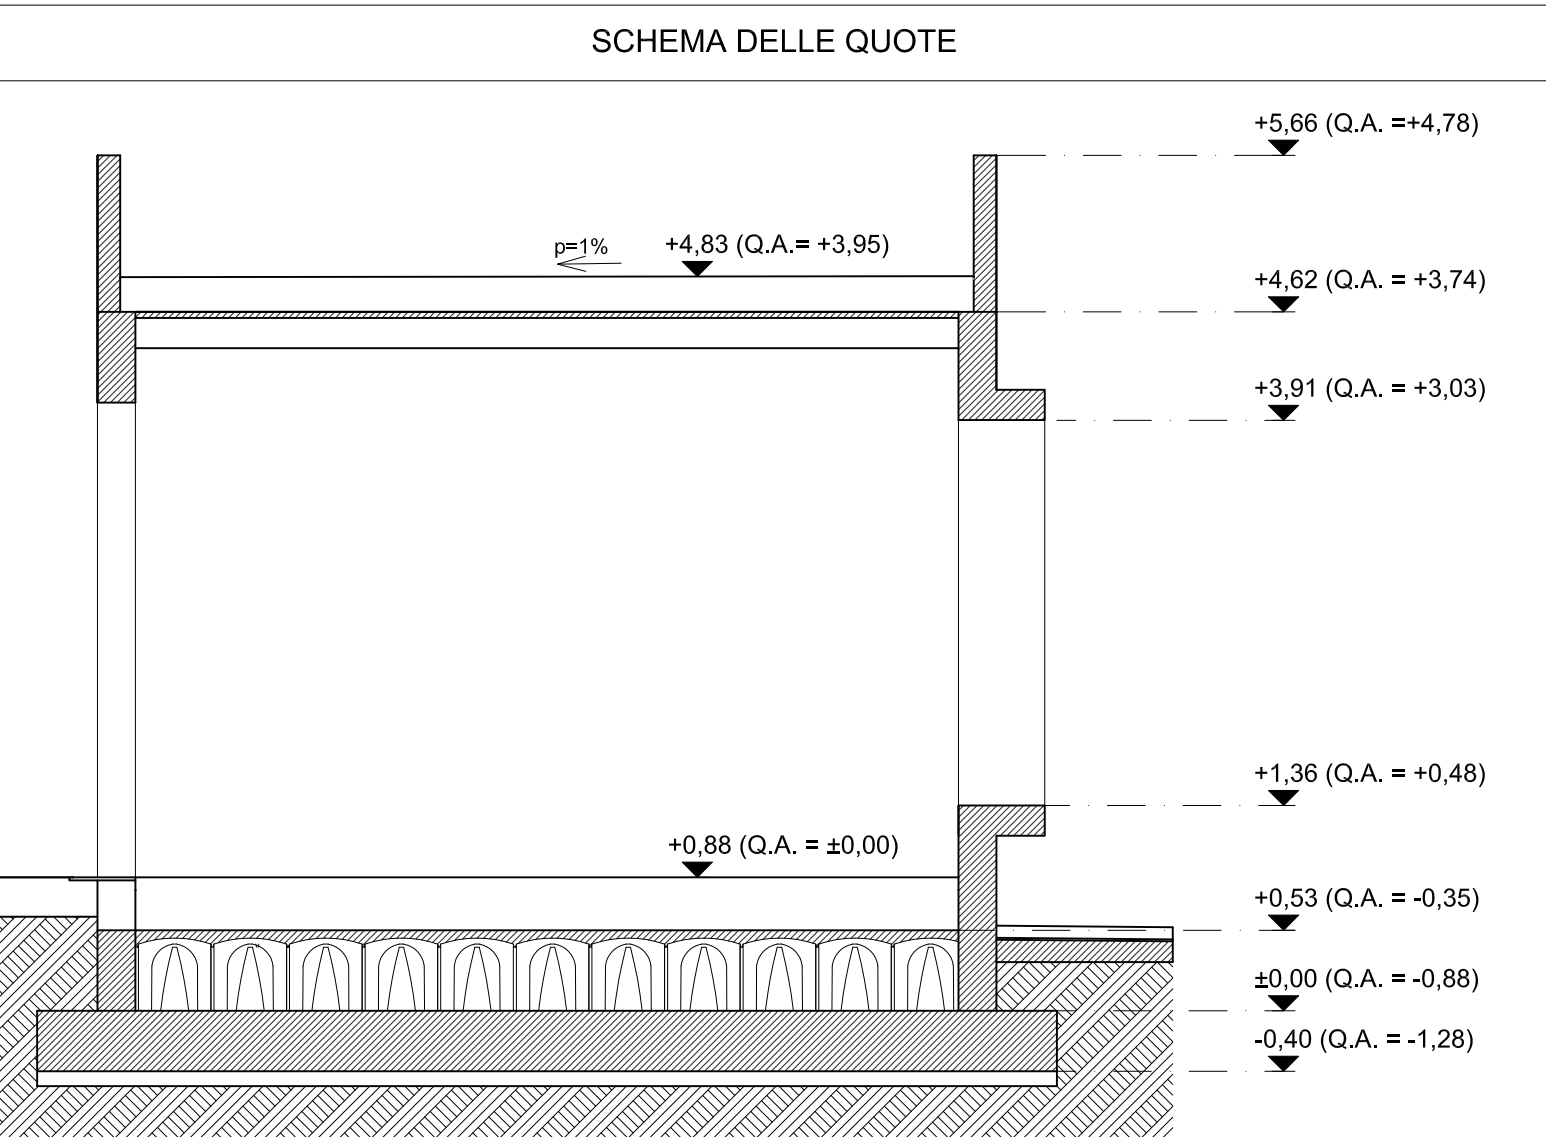 SCHEMA DELLE QUOTE
+5,66 (Q.A. =+4,78)
p=1%
+4,83 (Q.A.= +3,95)
+4,62 (Q.A. = +3,74)
+3,91 (Q.A. = +3,03)
+1,36 (Q.A. = +0,48)
+0,88 (Q.A. = ±0,00)
+0,53 (Q.A. = -0,35)
±0,00 (Q.A. = -0,88)
-0,40 (Q.A. = -1,28)